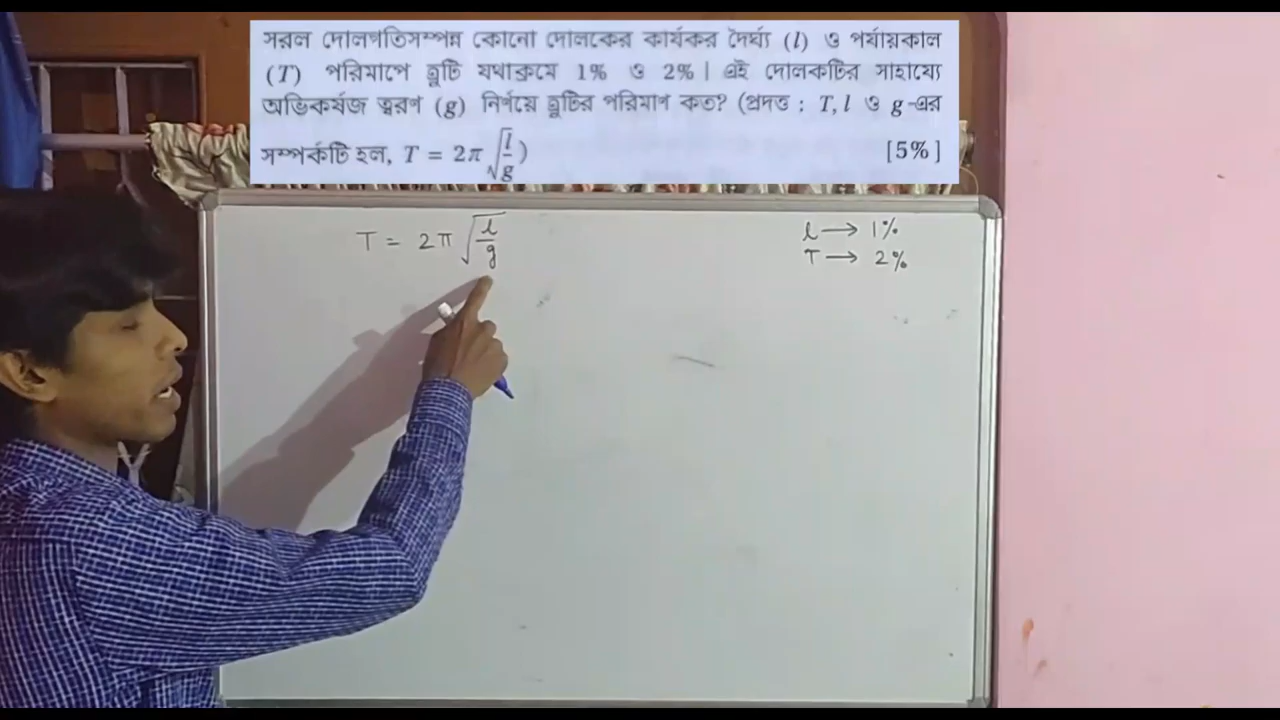 সরল দোলগতিসম্পন্ন কোনো দোলকের কার্যকর দৈর্ঘ্য (l) ও পর্যায়কাল
(T) পরিমাপে ত্রুটি যথাক্রমে 1% ও 2% | এই দোলকটির সাহায্যে
অভিকর্ষজ ত্বরণ (g) নির্ণয়ে ত্রুটির পরিমাণ কত? (প্রদত্ত : T, l ও g-এর
সম্পর্কটি হল, T = 2π √(l/g)) [5%]
T = 2π √(l/g)
l → 1%
T → 2%